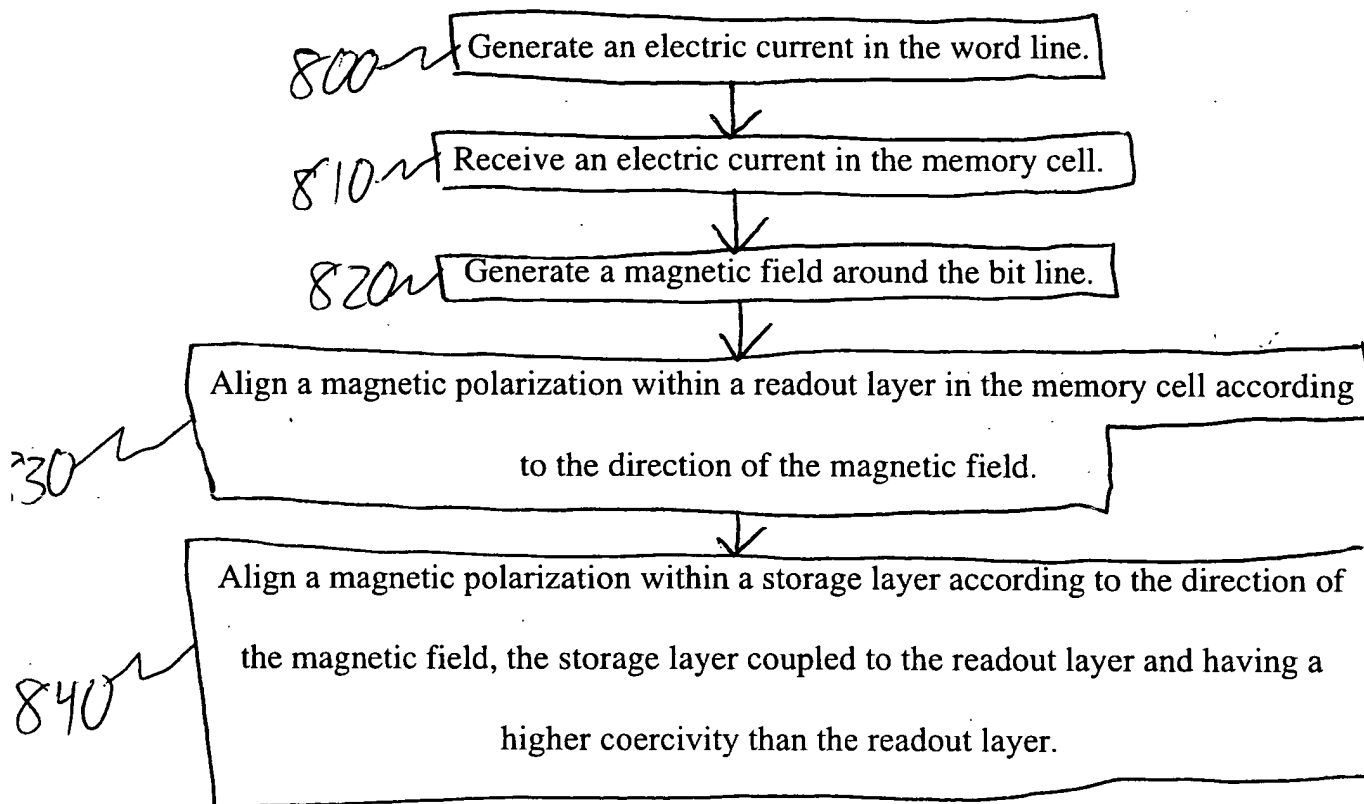 800 Generate an electric current in the word line.
810 Receive an electric current in the memory cell.
820 Generate a magnetic field around the bit line.
Align a magnetic polarization within a readout layer in the memory cell according
30 to the direction of the magnetic field.
Align a magnetic polarization within a storage layer according to the direction of
the magnetic field, the storage layer coupled to the readout layer and having a
840
higher coercivity than the readout layer.